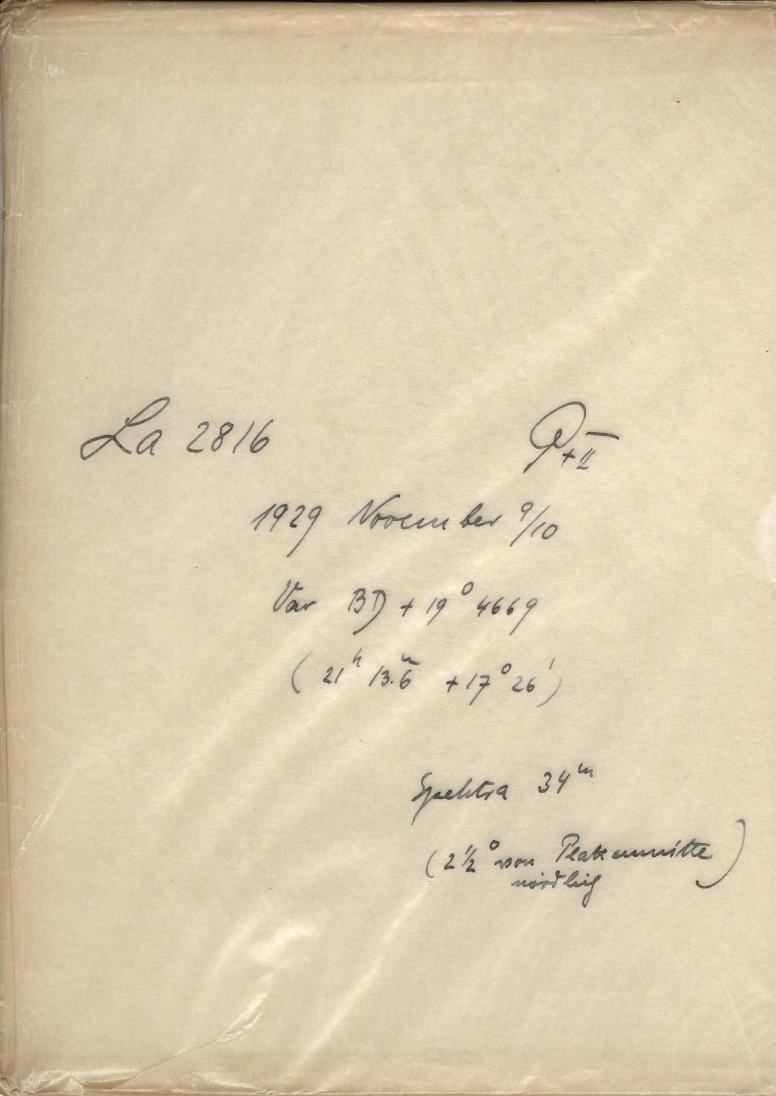 La 2816 P+II
1929 November 9/10
Var BD + 19° 4669
(21ʰ 13.6ᵐ +17° 26')
Spektra 34ᵐ
(2½° von Plattenmitte
nördlich)